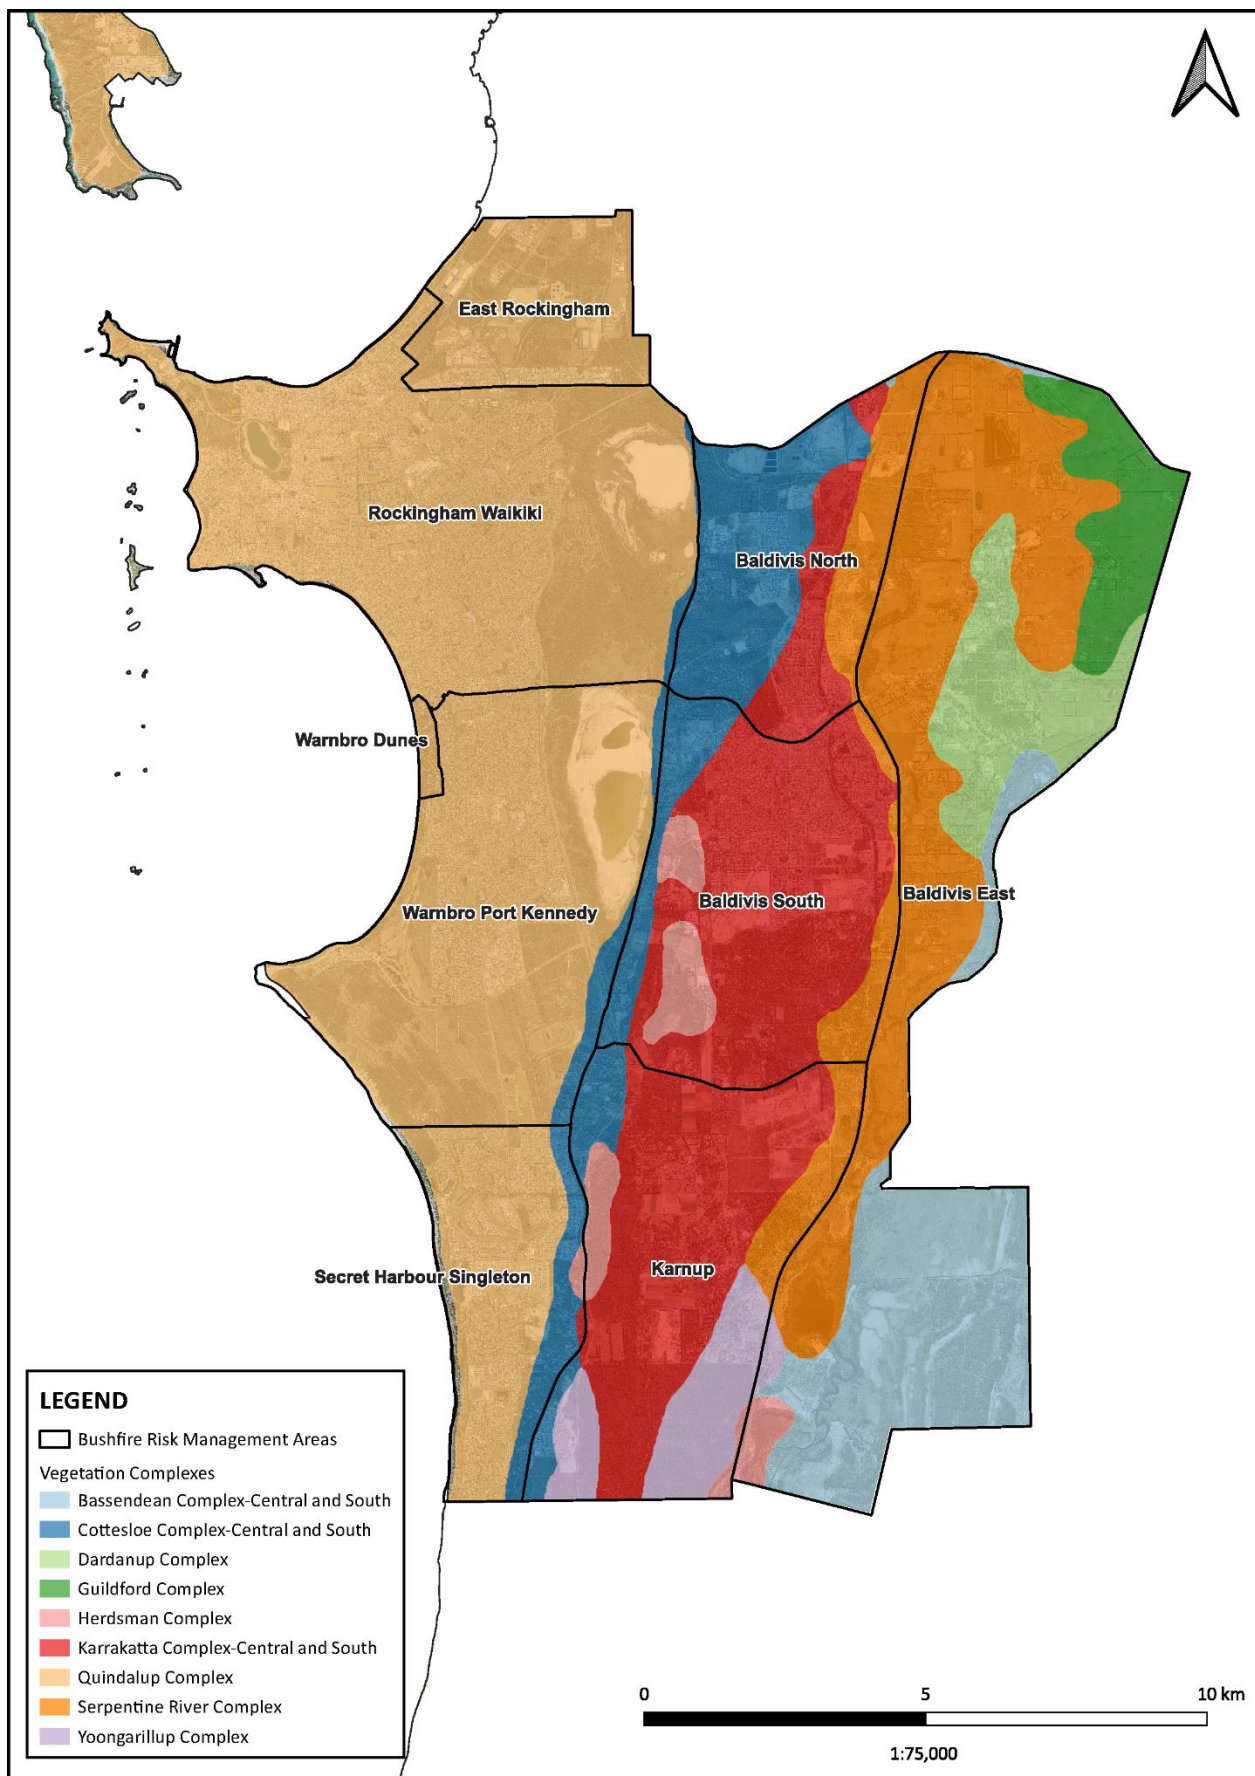 East Rockingham
Rockingham Waikiki
Baldivis North
Warnbro Dunes
Baldivis South
Baldivis East
Warnbro Port Kennedy
Karnup
Secret Harbour Singleton
LEGEND
Bushfire Risk Management Areas
Vegetation Complexes
Bassendean Complex-Central and South
Cottesloe Complex-Central and South
Dardanup Complex
Guildford Complex
Herdsman Complex
Karrakatta Complex-Central and South
Quindalup Complex
Serpentine River Complex
Yoongarillup Complex
0 5 10 km
1:75,000